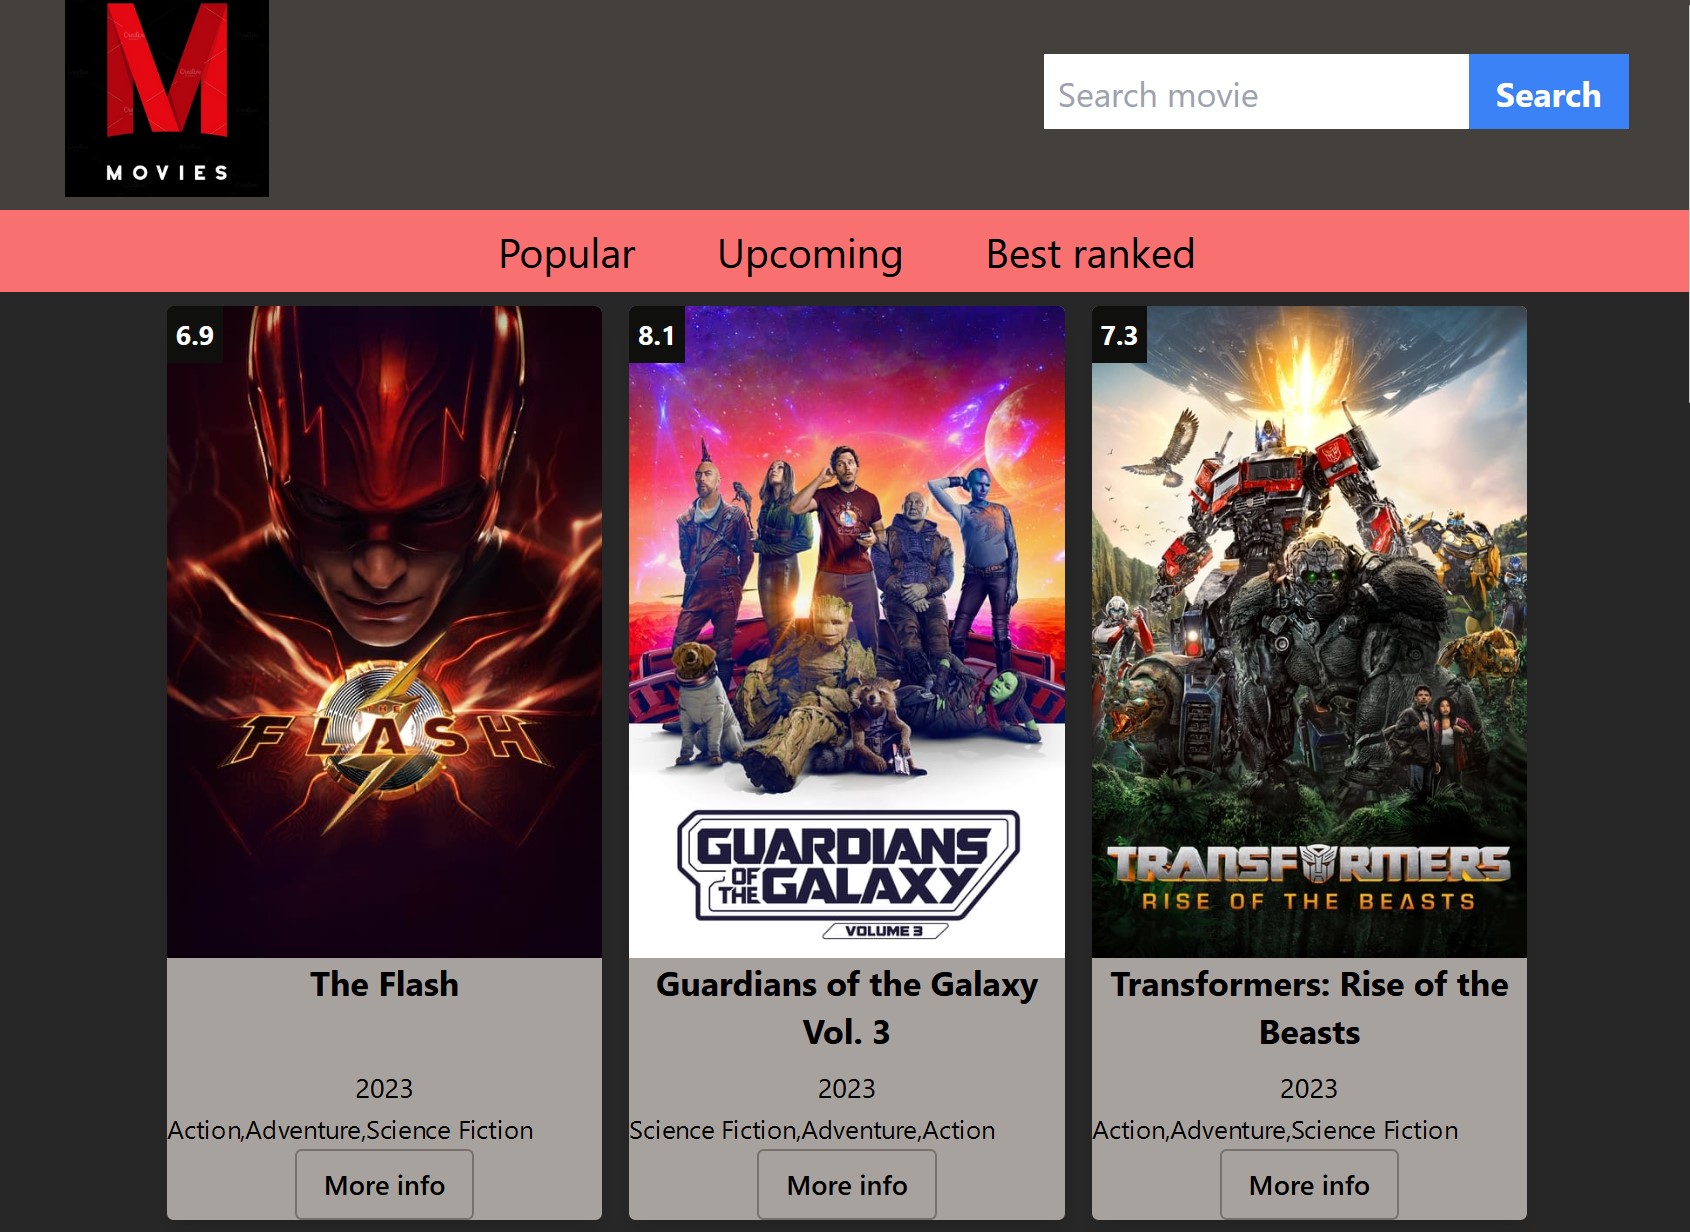 MOVIES
Search movie
Search
Popular
Upcoming
Best ranked
6.9
THE
FLASH
The Flash
2023
Action,Adventure,Science Fiction
More info
8.1
GUARDIANS
OF THE GALAXY
VOLUME 3
Guardians of the Galaxy
Vol. 3
2023
Science Fiction,Adventure,Action
More info
7.3
TRANSFORMERS
RISE OF THE BEASTS
Transformers: Rise of the
Beasts
2023
Action,Adventure,Science Fiction
More info